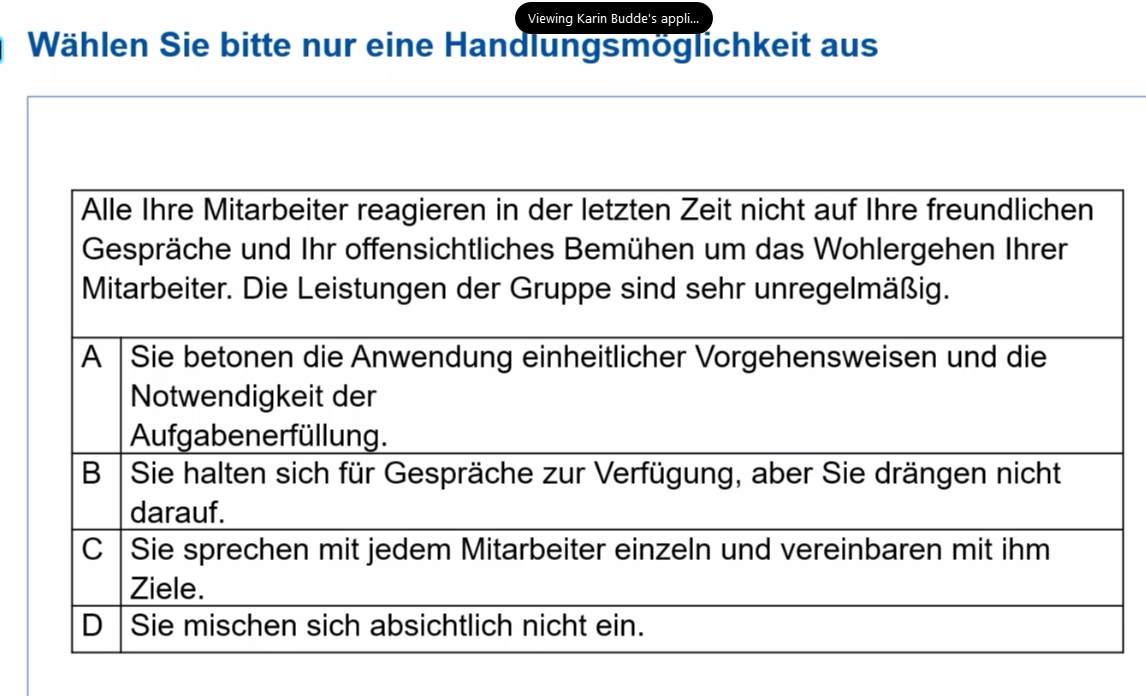 Viewing Karin Budde's appli...
Wählen Sie bitte nur eine Handlungsmöglichkeit aus
Alle Ihre Mitarbeiter reagieren in der letzten Zeit nicht auf Ihre freundlichen
Gespräche und Ihr offensichtliches Bemühen um das Wohlergehen Ihrer
Mitarbeiter. Die Leistungen der Gruppe sind sehr unregelmäßig.
A Sie betonen die Anwendung einheitlicher Vorgehensweisen und die
Notwendigkeit der
Aufgabenerfüllung.
B Sie halten sich für Gespräche zur Verfügung, aber Sie drängen nicht
darauf.
C Sie sprechen mit jedem Mitarbeiter einzeln und vereinbaren mit ihm
Ziele.
D Sie mischen sich absichtlich nicht ein.